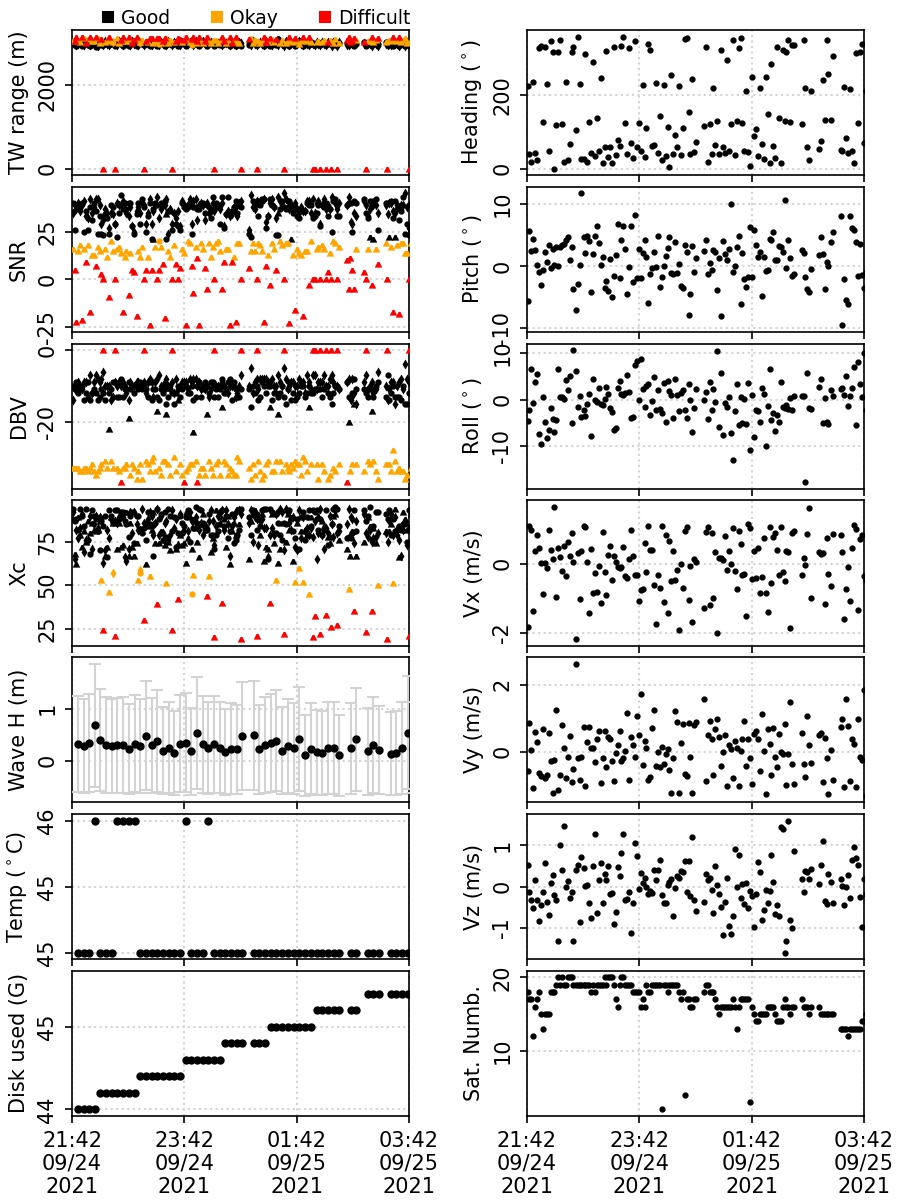 Good Okay Difficult
TW range (m)
2000
0
SNR
25
0
-25
DBV
0
-20
Xc
75
50
25
Wave H (m)
1
0
Temp (°C)
46
45
45
Disk used (G)
45
44
21:42 23:42 01:42 03:42
09/24 09/24 09/25 09/25
2021 2021 2021 2021
Heading (°)
200
0
Pitch (°)
10
0
-10
Roll (°)
10
0
-10
Vx (m/s)
0
-2
Vy (m/s)
2
0
Vz (m/s)
1
0
-1
Sat. Numb.
20
10
21:42 23:42 01:42 03:42
09/24 09/24 09/25 09/25
2021 2021 2021 2021